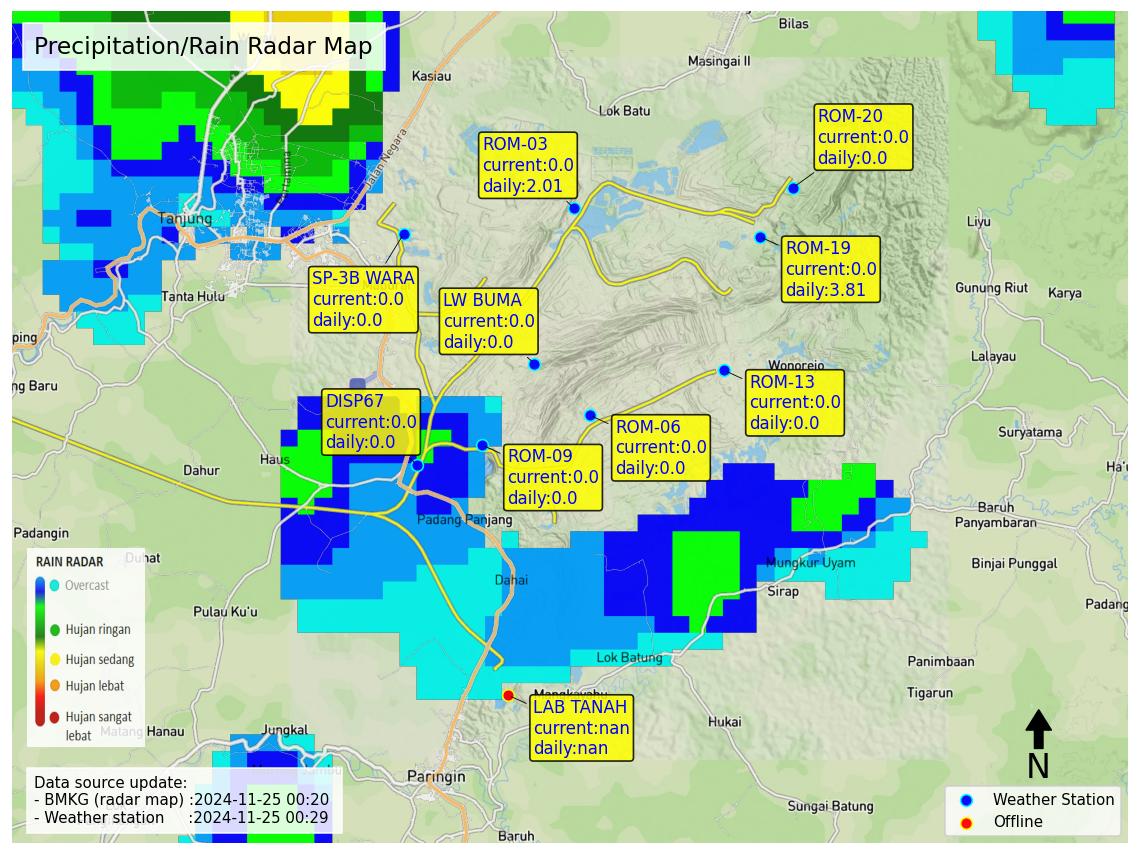 Precipitation/Rain Radar Map
Bilas
Masingai II
Kasiau
Lok Batu
ROM-20
current:0.0
daily:0.0
ROM-03
current:0.0
daily:2.01
Jalan Negara
Tanjung
Liyu
ROM-19
current:0.0
daily:3.81
SP-3B WARA
current:0.0
daily:0.0
LW BUMA
current:0.0
daily:0.0
Tanta Hulu
Gunung Riut
Karya
ping
Lalayau
Wonorejo
ng Baru
ROM-13
current:0.0
daily:0.0
DISP67
current:0.0
daily:0.0
ROM-06
current:0.0
daily:0.0
Suryatama
Haus
Dahur
ROM-09
current:0.0
daily:0.0
Ha'u
Padang Panjang
Baruh
Panyambaran
Padangin
Duhat
Mungkur Uyam
Binjai Punggal
Dahai
Sirap
Padang
RAIN RADAR
Overcast
Hujan ringan
Hujan sedang
Hujan lebat
Hujan sangat
lebat
Pulau Ku'u
Lok Batung
Panimbaan
Tigarun
Mangkayahu
LAB TANAH
current:nan
daily:nan
Matang Hanau
Jungkal
Hukai
N
Paringin
Sungai Batung
Baruh
Data source update:
- BMKG (radar map) :2024-11-25 00:20
- Weather station :2024-11-25 00:29
Weather Station
Offline